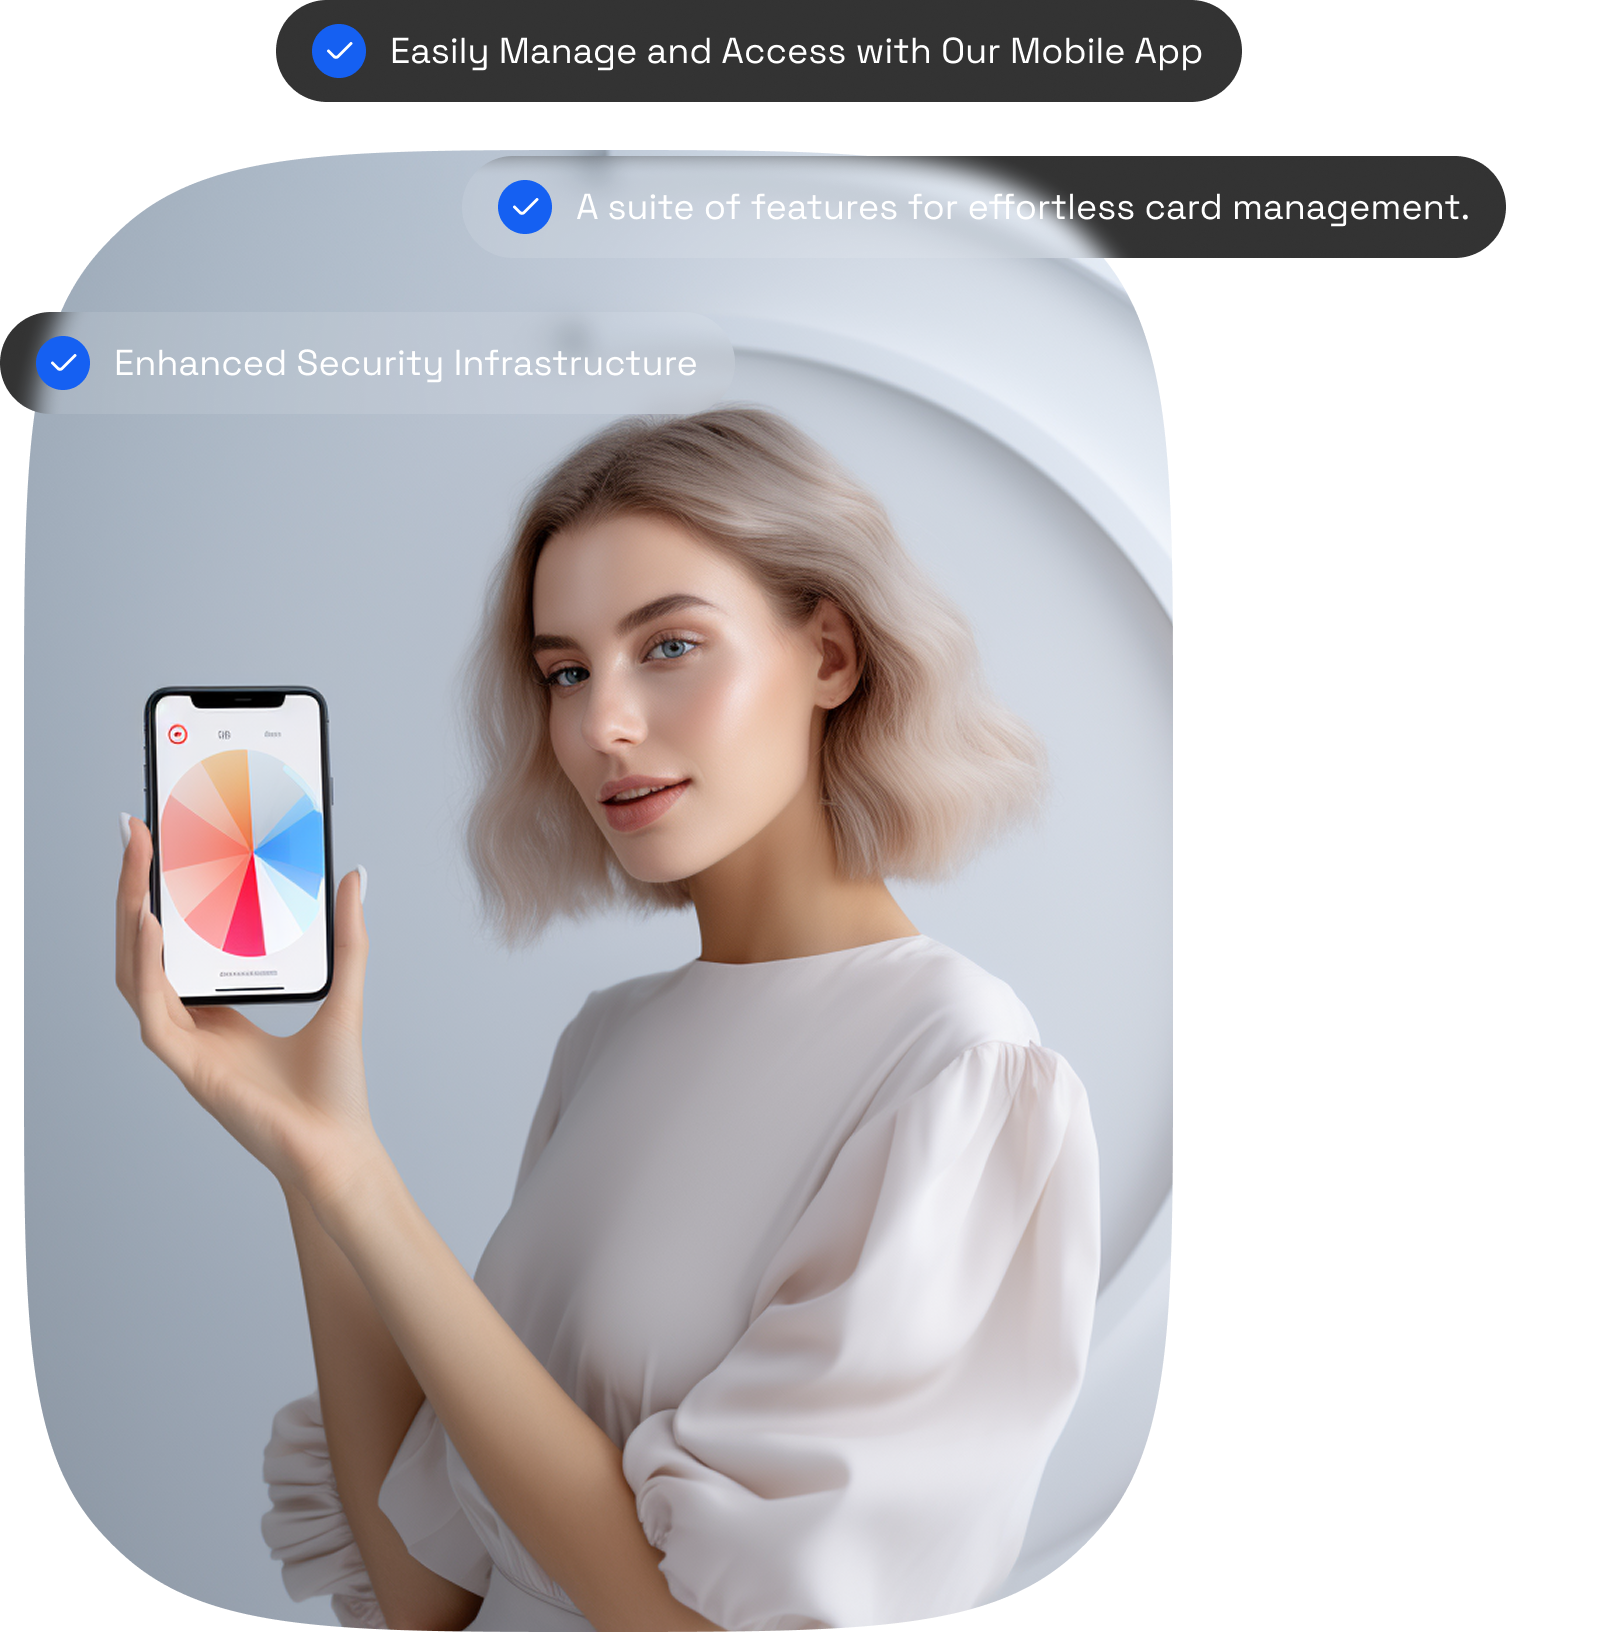 Easily Manage and Access with Our Mobile App
A suite of features for effortless card management.
Enhanced Security Infrastructure